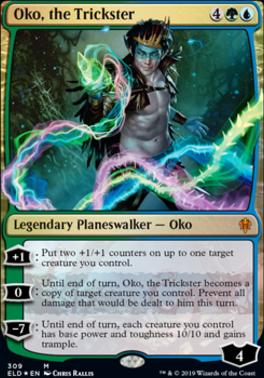 Oko, the Trickster 4
Legendary Planeswalker — Oko
+1: Put two +1/+1 counters on up to one target
creature you control.
0: Until end of turn, Oko, the Trickster becomes a
copy of target creature you control. Prevent all
damage that would be dealt to him this turn.
-7: Until end of turn, each creature you control
has base power and toughness 10/10 and gains
trample.
4
309 M
ELD ★ EN CHRIS RALLIS
™ & © 2019 Wizards of the Coast